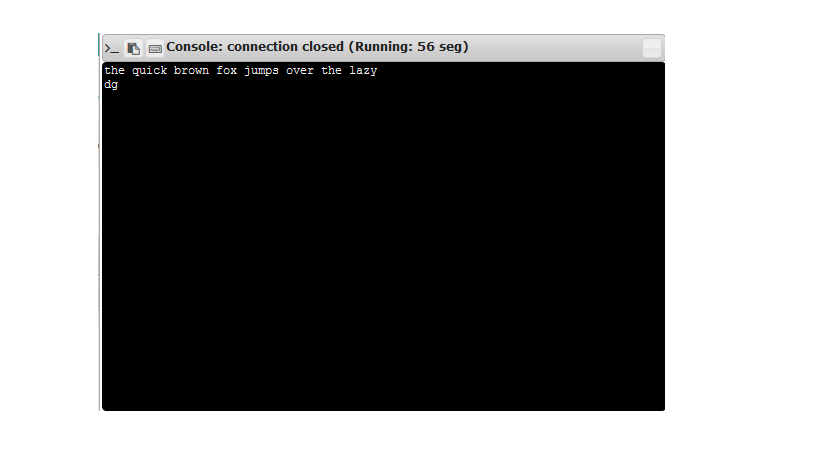 Console: connection closed (Running: 56 seg)
the quick brown fox jumps over the lazy
dg